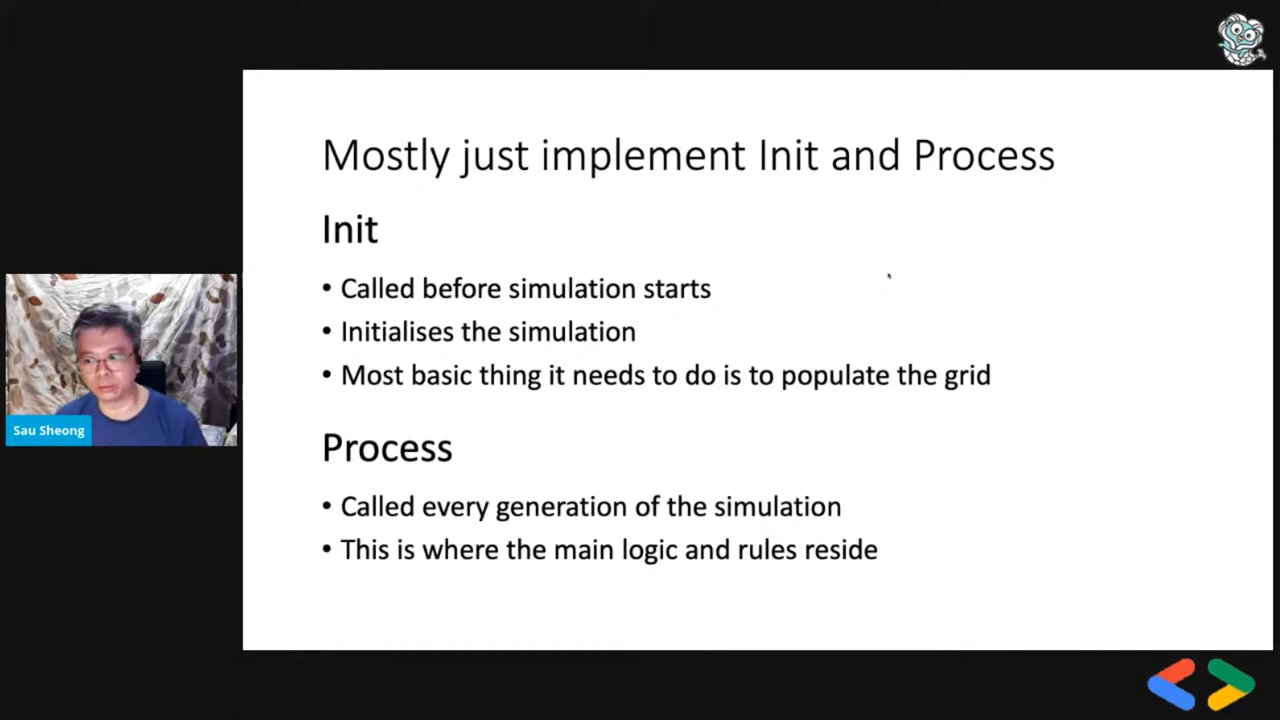 Mostly just implement Init and Process
Init
• Called before simulation starts
• Initialises the simulation
• Most basic thing it needs to do is to populate the grid
Sau Sheong
Process
• Called every generation of the simulation
• This is where the main logic and rules reside